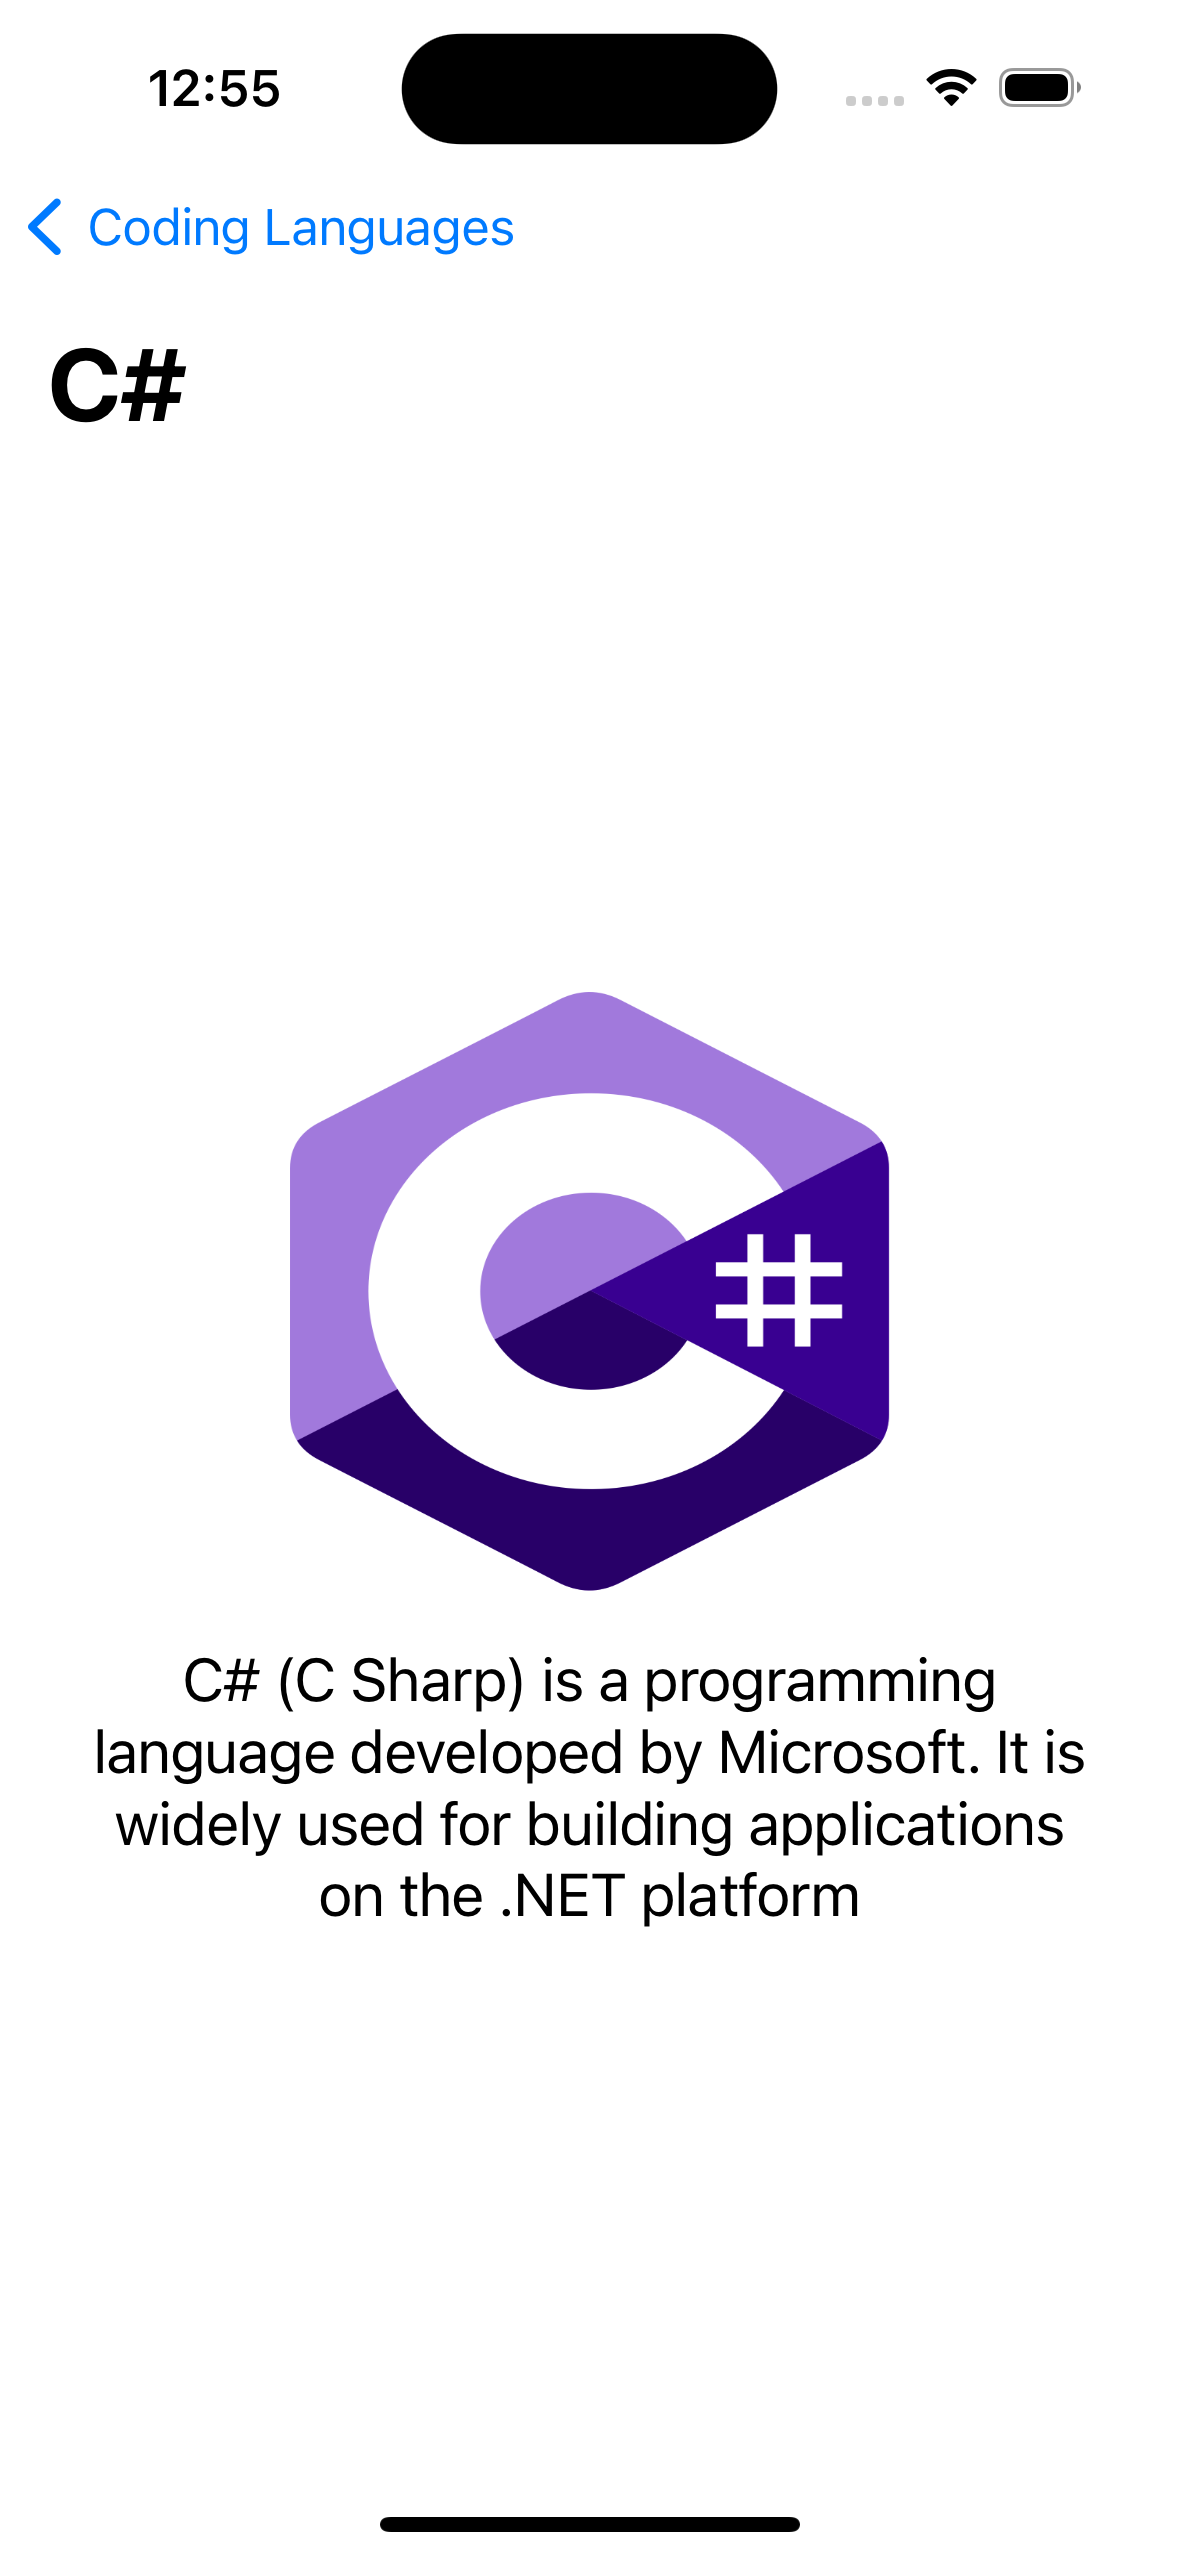 12:55
Coding Languages
C#
C#
C# (C Sharp) is a programming
language developed by Microsoft. It is
widely used for building applications
on the .NET platform